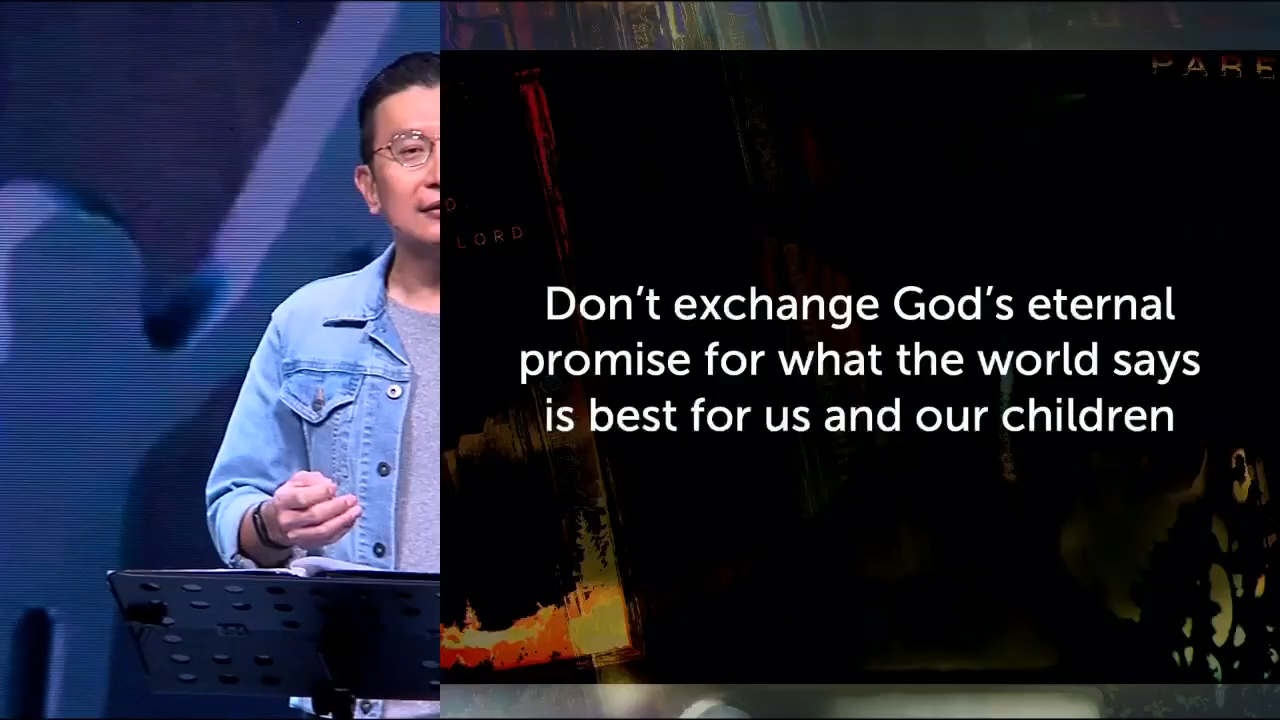 PARE
D
LORD
Don't exchange God's eternal
promise for what the world says
is best for us and our children